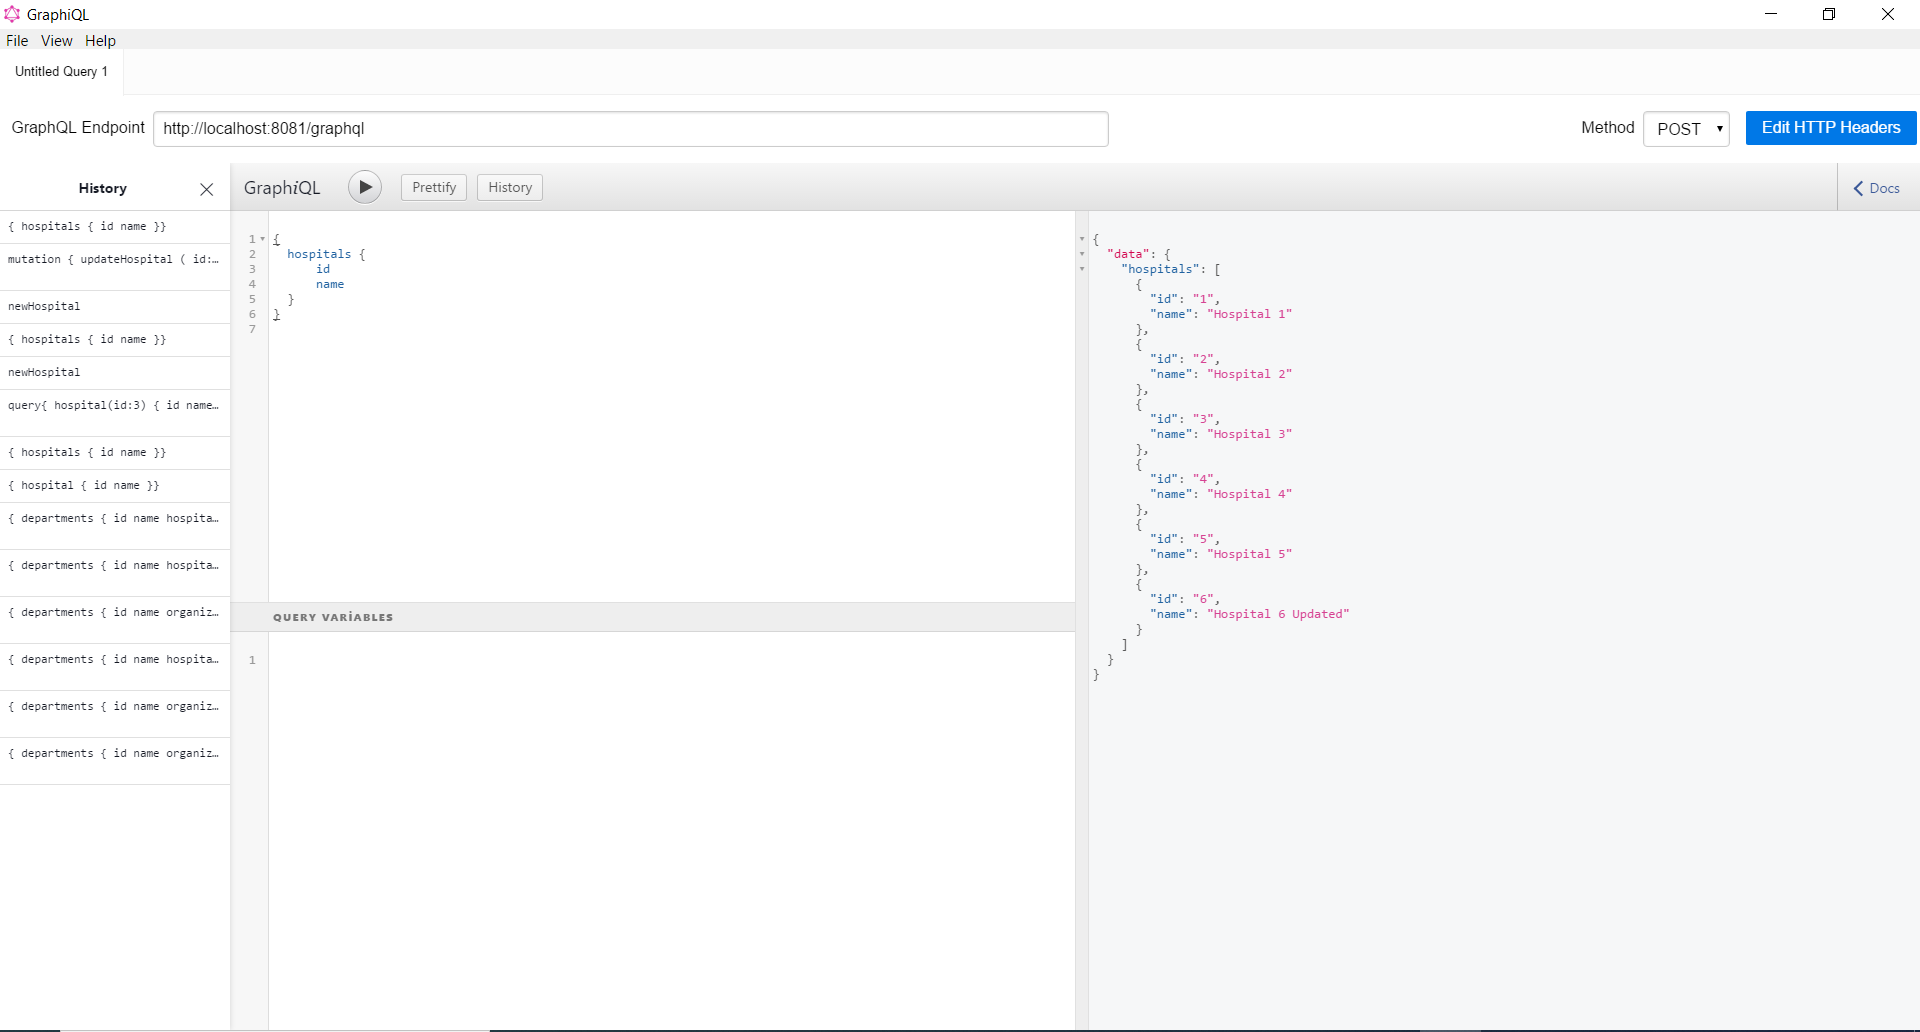 GraphiQL
File View Help
Untitled Query 1
GraphQL Endpoint http://localhost:8081/graphql Method POST Edit HTTP Headers
History
{ hospitals { id name }}
mutation { updateHospital ( id:…
newHospital
{ hospitals { id name }}
newHospital
query{ hospital(id:3) { id name…
{ hospitals { id name }}
{ hospital { id name }}
{ departments { id name hospita…
{ departments { id name hospita…
{ departments { id name organiz…
{ departments { id name hospita…
{ departments { id name organiz…
{ departments { id name organiz…
GraphiQL Prettify History Docs
1 {
2 hospitals {
3 id
4 name
5 }
6 }
7
QUERY VARİABLES
1
{
"data": {
"hospitals": [
{
"id": "1",
"name": "Hospital 1"
},
{
"id": "2",
"name": "Hospital 2"
},
{
"id": "3",
"name": "Hospital 3"
},
{
"id": "4",
"name": "Hospital 4"
},
{
"id": "5",
"name": "Hospital 5"
},
{
"id": "6",
"name": "Hospital 6 Updated"
}
]
}
}